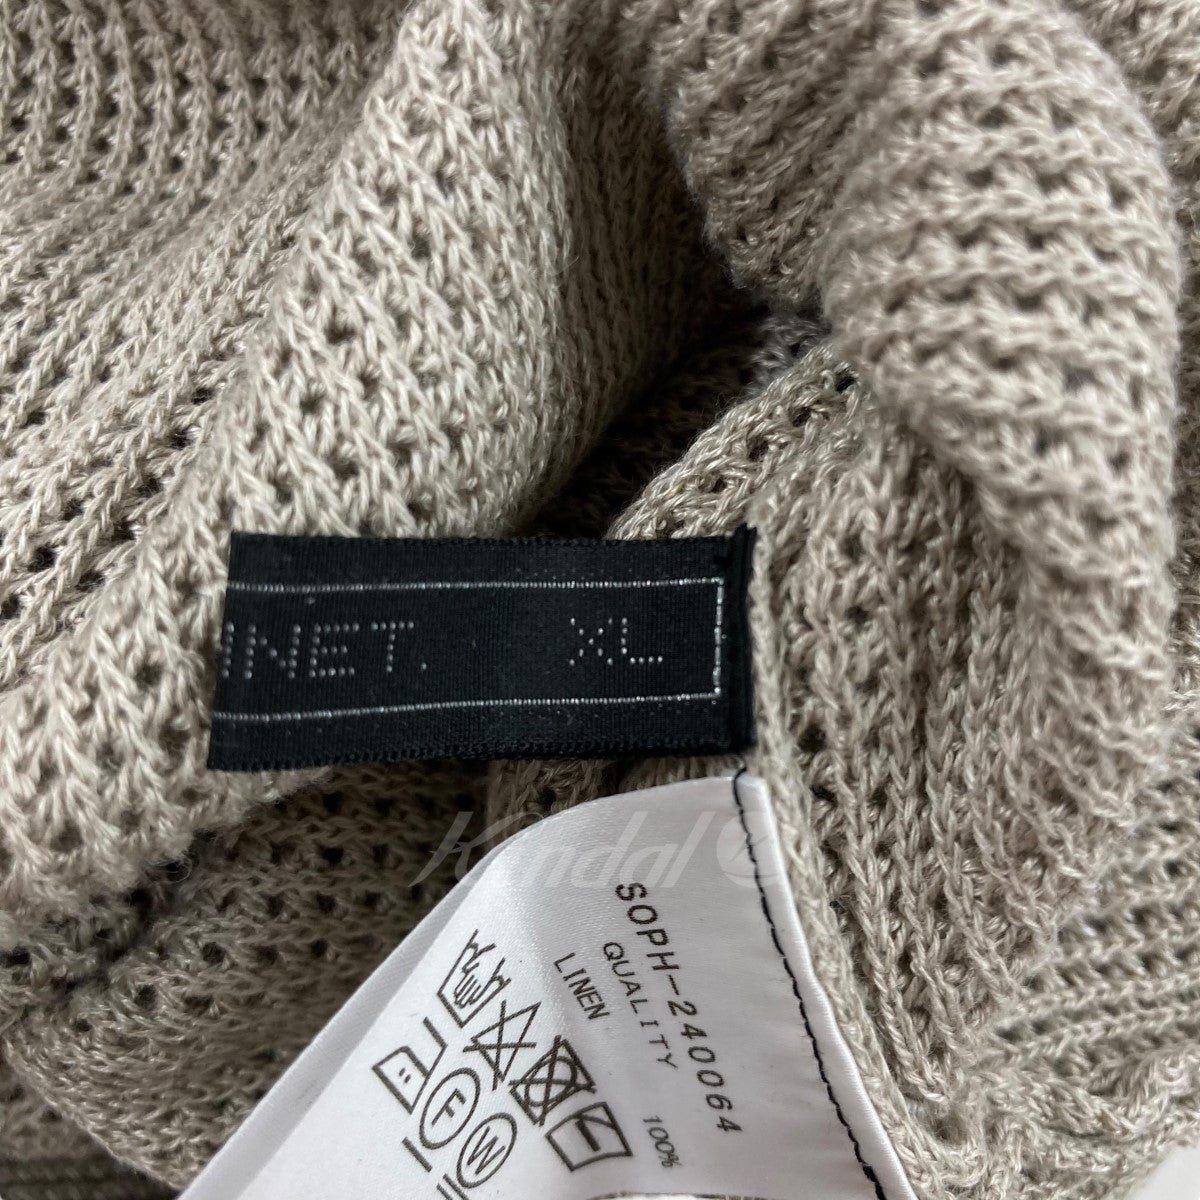 INET. XL
Kindal
SOPH-240064
QUALITY
LINEN 100%
F
W